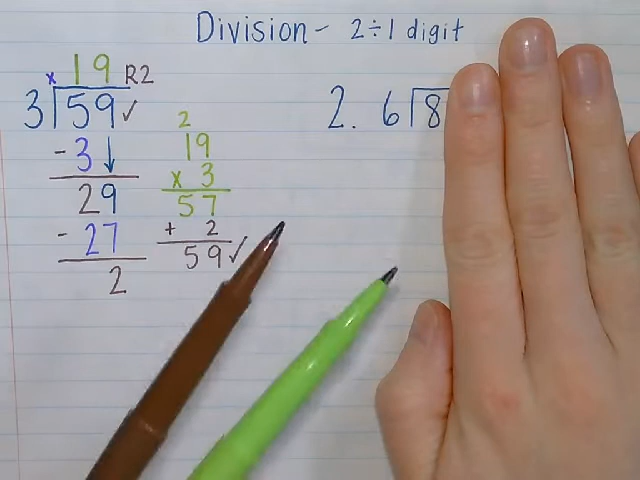 Division - 2÷1 digit
x 19 R2
3)59 ✓
- 3 ↓
29
- 27
2
2
19
x 3
57
+ 2
59 ✓
2. 6)8